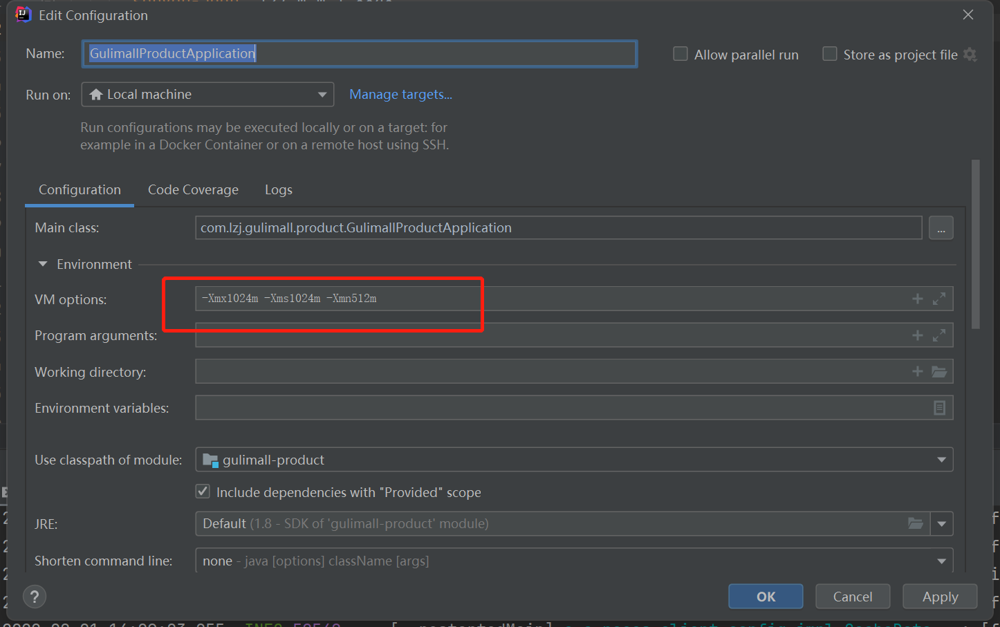 Edit Configuration
Name: GulimallProductApplication Allow parallel run Store as project file
Run on: Local machine Manage targets...
Run configurations may be executed locally or on a target: for
example in a Docker Container or on a remote host using SSH.
Configuration Code Coverage Logs
Main class: com.lzj.gulimall.product.GulimallProductApplication ...
Environment
VM options: -Xmx1024m -Xms1024m -Xmn512m
Program arguments:
Working directory:
Environment variables:
Use classpath of module: gulimall-product
Include dependencies with "Provided" scope
JRE: Default (1.8 - SDK of 'gulimall-product' module)
Shorten command line: none - java [options] className [args]
? OK Cancel Apply